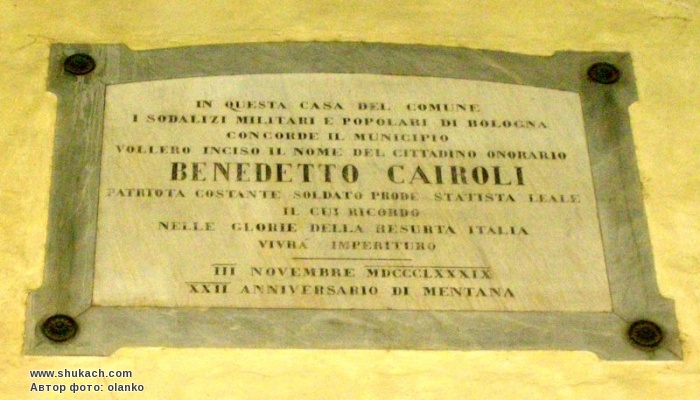 IN QUESTA CASA DEL COMUNE
I SODALIZI MILITARI E POPOLARI DI BOLOGNA
CONCORDE IL MUNICIPIO
VOLLERO INCISO IL NOME DEL CITTADINO ONORARIO
BENEDETTO CAIROLI
PATRIOTA COSTANTE SOLDATO PRODE STATISTA LEALE
IL CUI RICORDO
NELLE GLORIE DELLA RESURTA ITALIA
VIVRÀ IMPERITURO
III NOVEMBRE MDCCCLXXXIX
XXII ANNIVERSARIO DI MENTANA
www.shukach.com
Автор фото: olanko